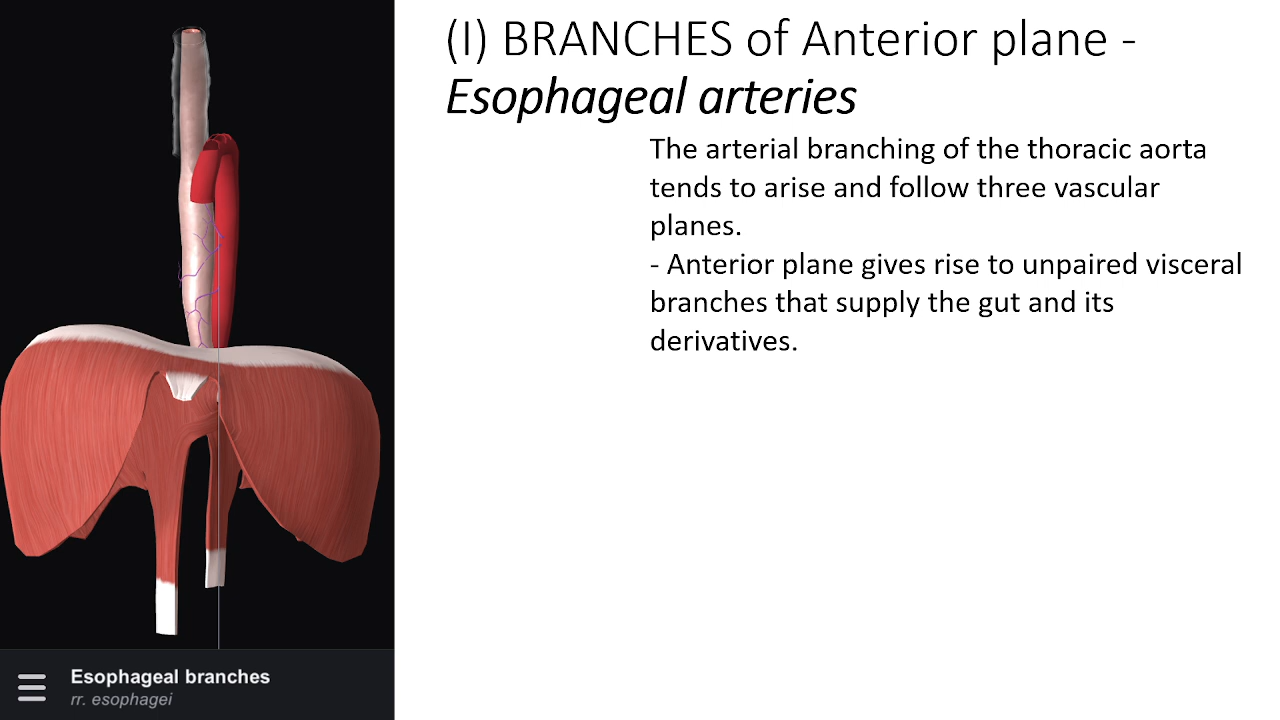 (I) BRANCHES of Anterior plane -
Esophageal arteries
The arterial branching of the thoracic aorta
tends to arise and follow three vascular
planes.
- Anterior plane gives rise to unpaired visceral
branches that supply the gut and its
derivatives.
Esophageal branches
rr. esophagei